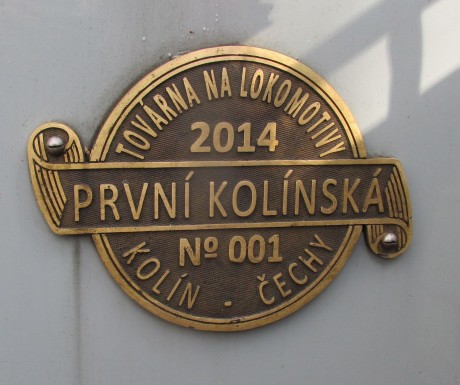 TOVÁRNA NA LOKOMOTIVY
2014
PRVNÍ KOLÍNSKÁ
Nº 001
KOLÍN - ČECHY